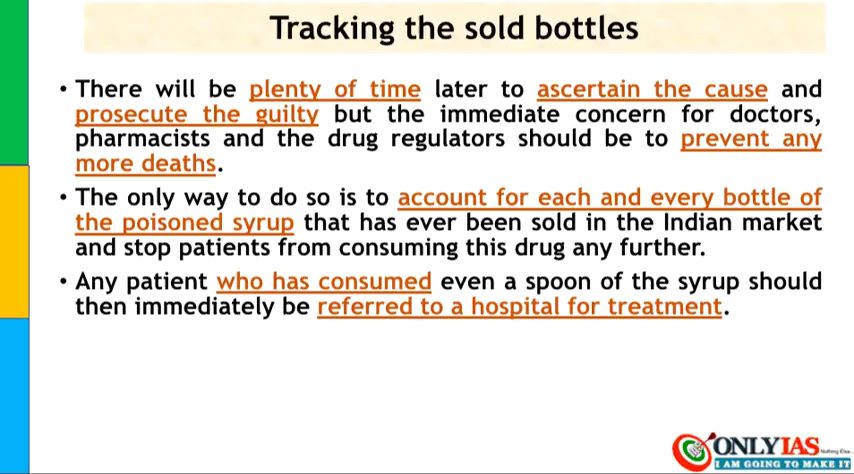 Tracking the sold bottles
• There will be plenty of time later to ascertain the cause and
prosecute the guilty but the immediate concern for doctors,
pharmacists and the drug regulators should be to prevent any
more deaths.
• The only way to do so is to account for each and every bottle of
the poisoned syrup that has ever been sold in the Indian market
and stop patients from consuming this drug any further.
• Any patient who has consumed even a spoon of the syrup should
then immediately be referred to a hospital for treatment.
ONLYIAS Nothing Else..
I AM GOING TO MAKE IT